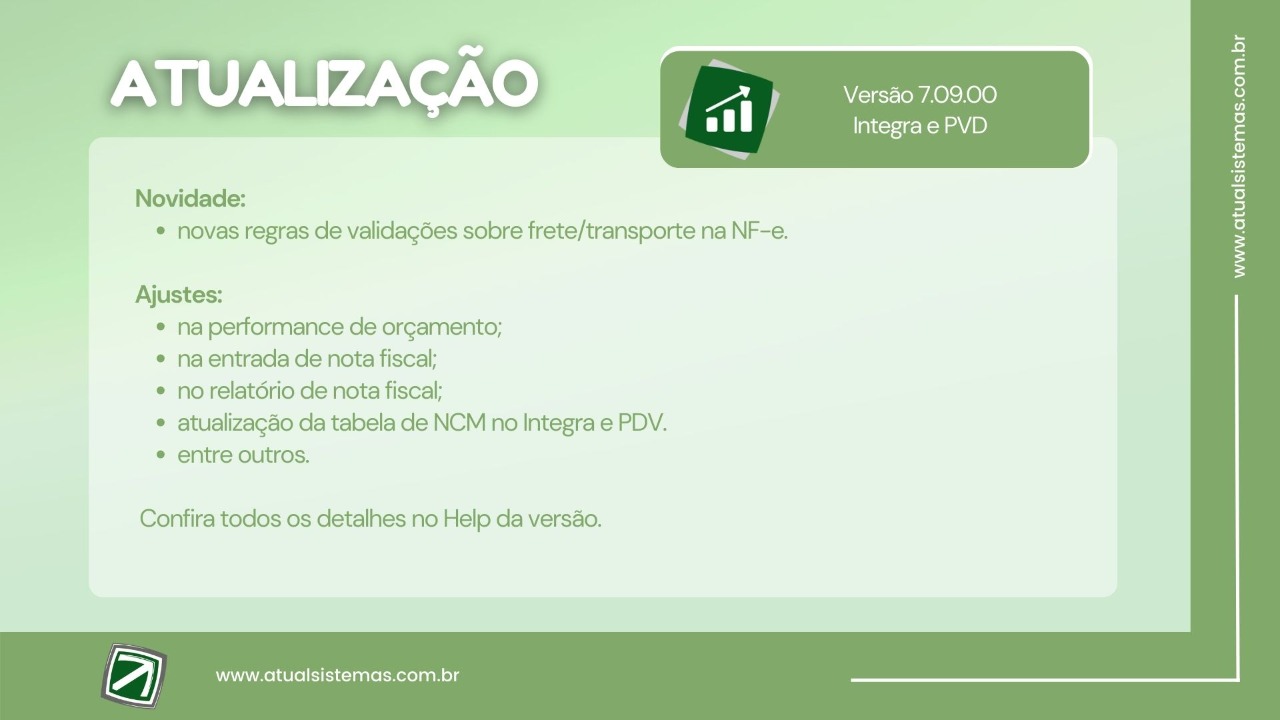 ATUALIZAÇÃO
Versão 7.09.00
Integra e PVD
Novidade:
• novas regras de validações sobre frete/transporte na NF-e.
Ajustes:
• na performance de orçamento;
• na entrada de nota fiscal;
• no relatório de nota fiscal;
• atualização da tabela de NCM no Integra e PDV.
• entre outros.
Confira todos os detalhes no Help da versão.
www.atualsistemas.com.br
www.atualsistemas.com.br